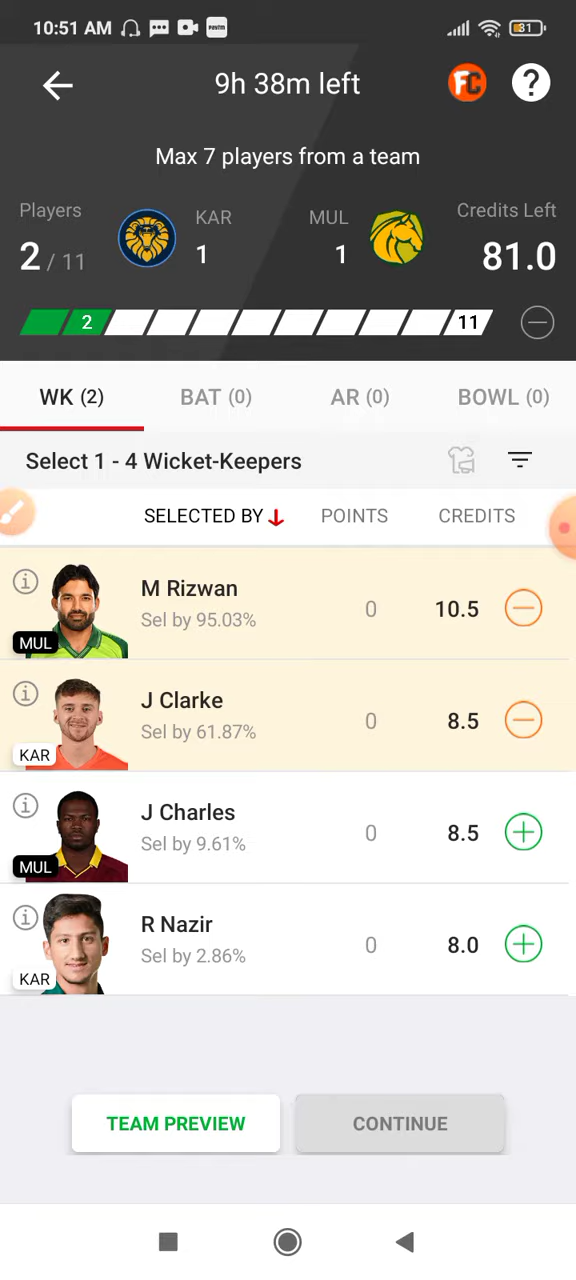 10:51 AM 81
9h 38m left FC ?
Max 7 players from a team
Players KAR MUL Credits Left
2 / 11 1 1 81.0
2 11
WK (2) BAT (0) AR (0) BOWL (0)
Select 1 - 4 Wicket-Keepers
SELECTED BY POINTS CREDITS
M Rizwan
Sel by 95.03% 0 10.5
MUL
J Clarke
Sel by 61.87% 0 8.5
KAR
J Charles
Sel by 9.61% 0 8.5
MUL
R Nazir
Sel by 2.86% 0 8.0
KAR
TEAM PREVIEW CONTINUE